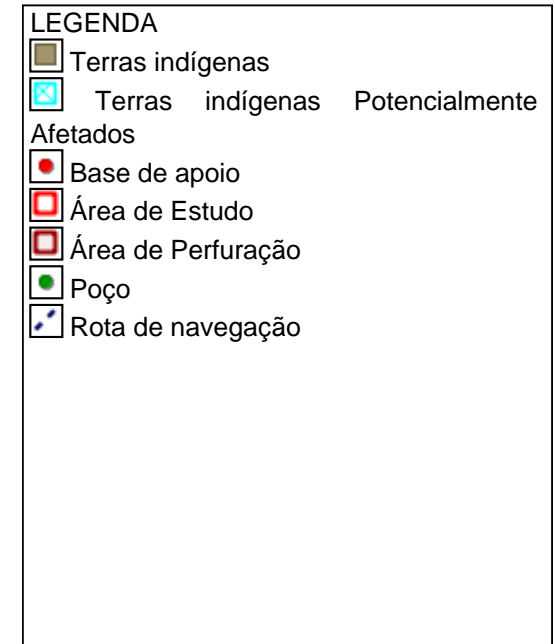 LEGENDA
Terras indígenas
Terras indígenas Potencialmente
Afetados
Base de apoio
Área de Estudo
Área de Perfuração
Poço
Rota de navegação